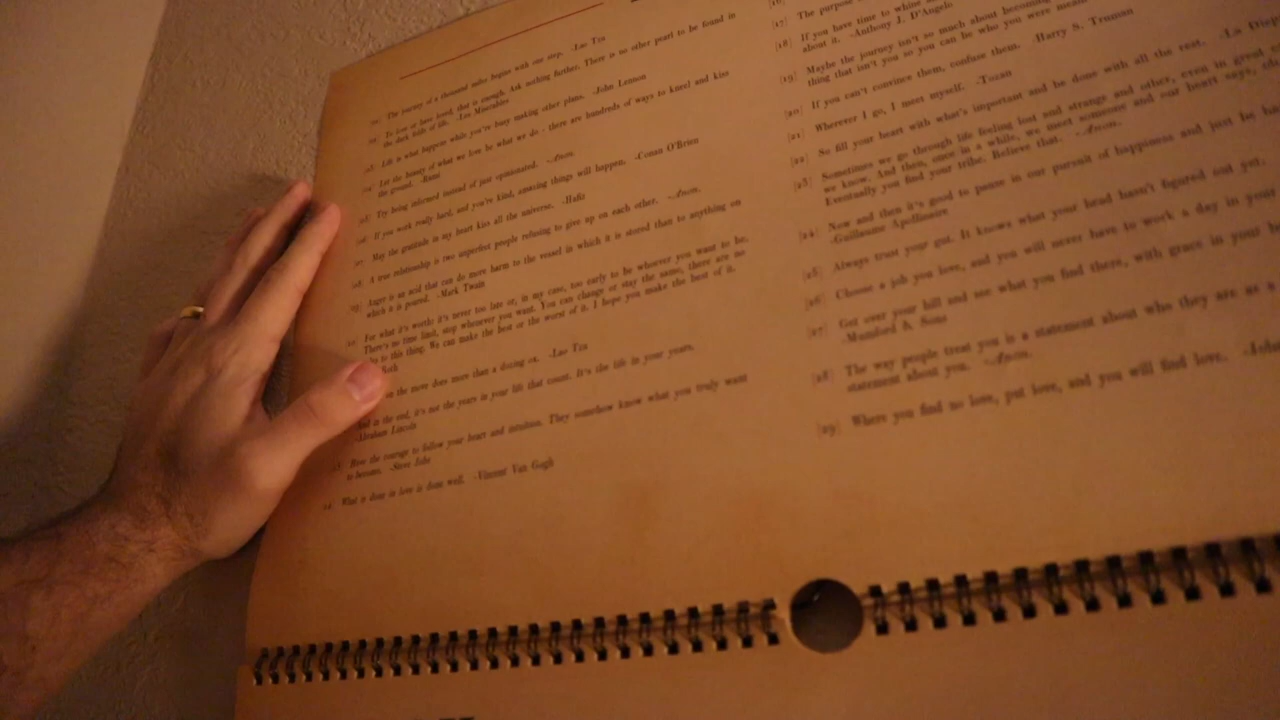 The journey of a thousand miles begins with one step. -Lao Tzu
To love or have loved, that is enough. Ask nothing further. There is no other pearl to be found in
the dark folds of life. -Les Miserables
Life is what happens while you're busy making other plans. -John Lennon
Let the beauty of what we love be what we do - there are hundreds of ways to kneel and kiss
the ground. -Rumi
Try being informed instead of just opinionated. -Anon.
If you work really hard, and you're kind, amazing things will happen. -Conan O'Brien
May the gratitude in my heart kiss all the universe. -Hafiz
A true relationship is two imperfect people refusing to give up on each other. -Anon.
Anger is an acid that can do more harm to the vessel in which it is stored than to anything on
which it is poured. -Mark Twain
For what it's worth: it's never too late or, in my case, too early to be whoever you want to be.
There's no time limit, stop whenever you want. You can change or stay the same, there are no
to this thing. We can make the best or the worst of it. I hope you make the best of it.
on the move does more than a dozing ox. -Lao Tzu
And in the end, it's not the years in your life that count. It's the life in your years.
-Abraham Lincoln
Have the courage to follow your heart and intuition. They somehow know what you truly want
to become. -Steve Jobs
What is done in love is done well. -Vincent Van Gogh
[17] The purpose
[18] If you have time to whine
about it. -Anthony J. D'Angelo
[19] Maybe the journey isn't so much about becoming
thing that isn't you so you can be who you were mean
[20] If you can't convince them, confuse them. Harry S. Truman
[21] Wherever I go, I meet myself. -Tozan
[22] So fill your heart with what's important and be done with all the rest.
[23] Sometimes we go through life feeling lost and strange and other, even in great
we know. And then, once in a while, we meet someone and our heart says,
Eventually you find your tribe. Believe that. -Anon.
[24] Now and then it's good to pause in our pursuit of happiness and just be
-Guillaume Apollinaire
[25] Always trust your gut. It knows what your head hasn't figured out yet.
[26] Choose a job you love, and you will never have to work a day in your
[27] Get over your hill and see what you find there, with grace in your
-Mumford & Sons
[28] The way people treat you is a statement about who they are as a
statement about you. -Anon.
[29] Where you find no love, put love, and you will find love. -John